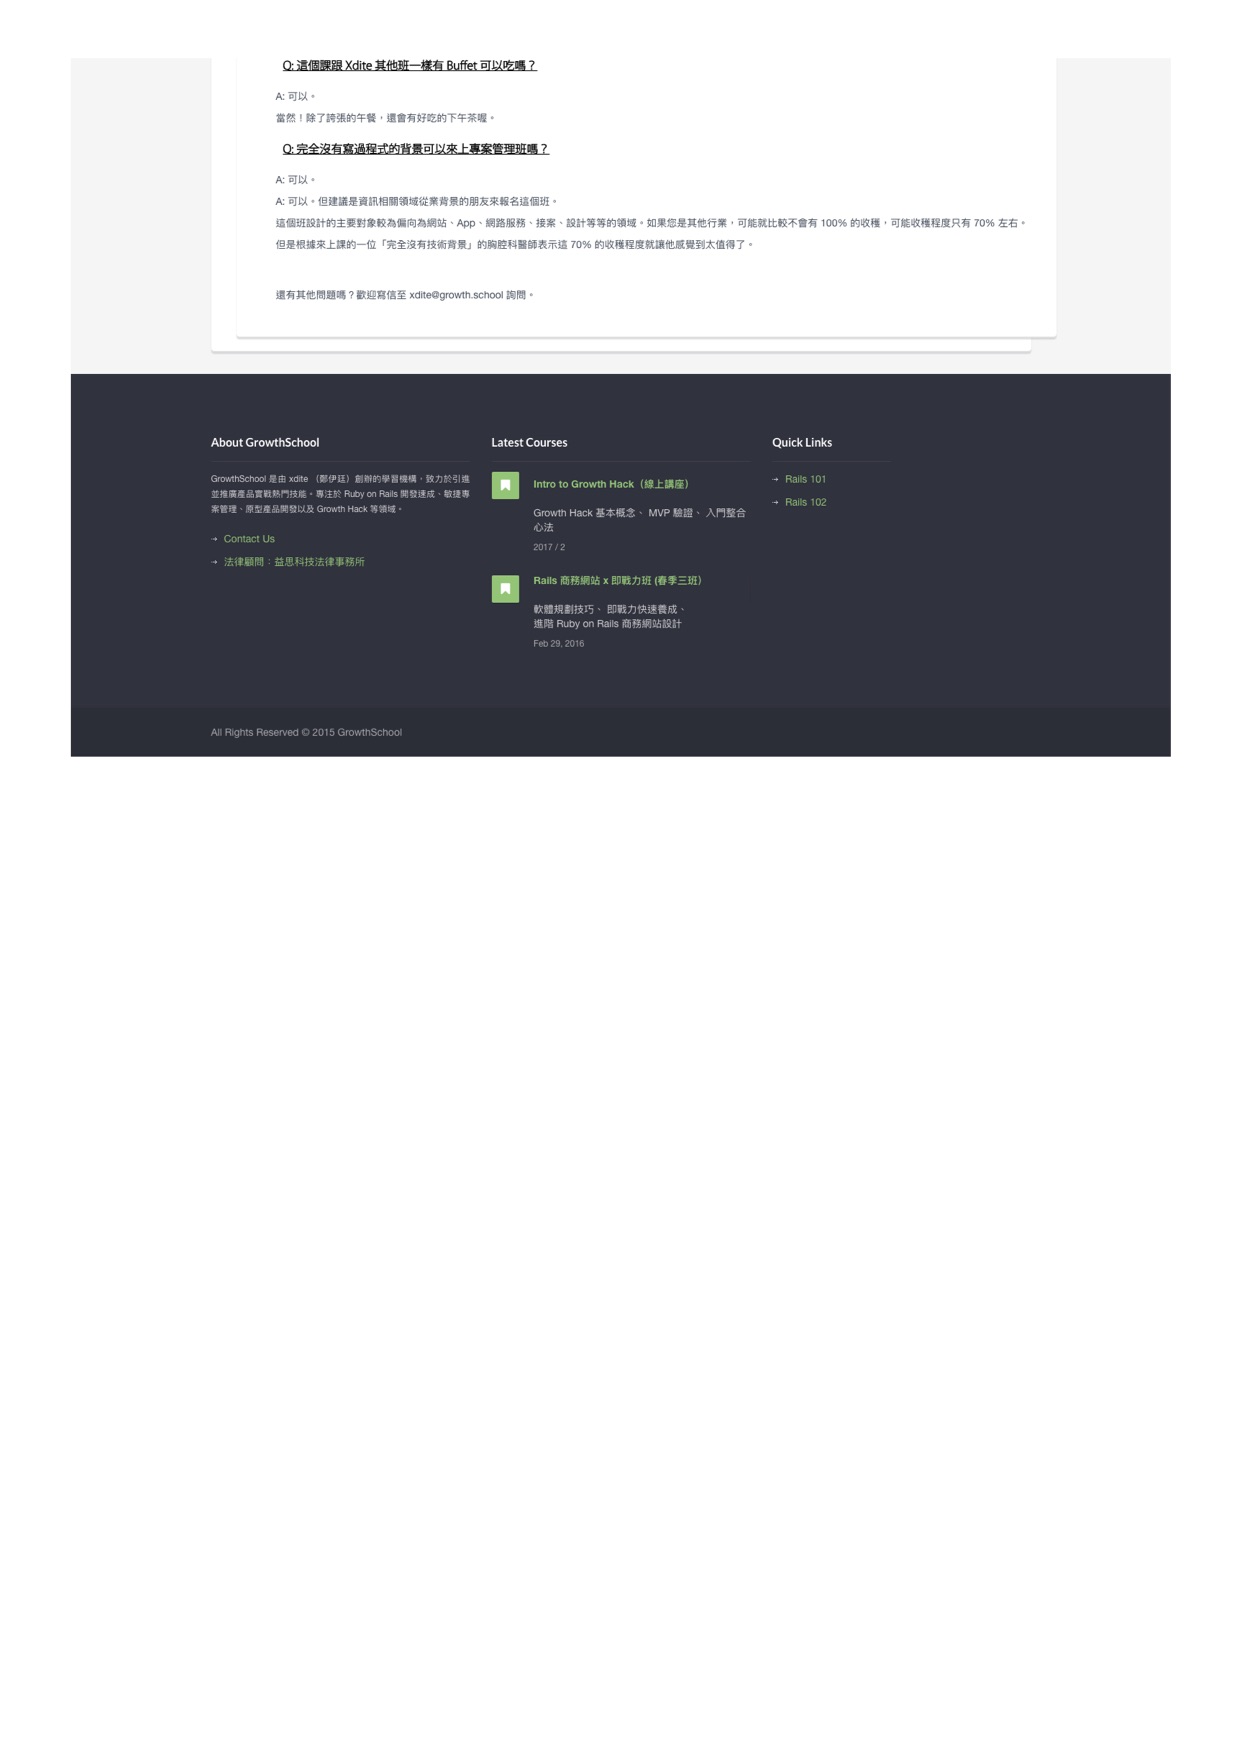 Q: 這個課跟 Xdite 其他班一樣有 Buffet 可以吃嗎？
A: 可以。
當然！除了誇張的午餐，還會有好吃的下午茶喔。
Q: 完全沒有寫過程式的背景可以來上專案管理班嗎？
A: 可以。
A: 可以。但建議是資訊相關領域從業背景的朋友來報名這個班。
這個班設計的主要對象較為偏向為網站、App、網路服務、接案、設計等等的領域。如果您是其他行業，可能就比較不會有 100% 的收穫，可能收穫程度只有 70% 左右。
但是根據來上課的一位「完全沒有技術背景」的胸腔科醫師表示這 70% 的收穫程度就讓他感覺到太值得了。
還有其他問題嗎？歡迎寫信至 xdite@growth.school 詢問。
About GrowthSchool
GrowthSchool 是由 xdite （鄭伊廷）創辦的學習機構，致力於引進
並推廣產品實戰熱門技能。專注於 Ruby on Rails 開發速成、敏捷專
案管理、原型產品開發以及 Growth Hack 等領域。
→ Contact Us
→ 法律顧問：益思科技法律事務所
Latest Courses
Intro to Growth Hack（線上講座）
Growth Hack 基本概念、 MVP 驗證、 入門整合
心法
2017 / 2
Rails 商務網站 x 即戰力班 (春季三班）
軟體規劃技巧、 即戰力快速養成、
進階 Ruby on Rails 商務網站設計
Feb 29, 2016
Quick Links
→ Rails 101
→ Rails 102
All Rights Reserved © 2015 GrowthSchool